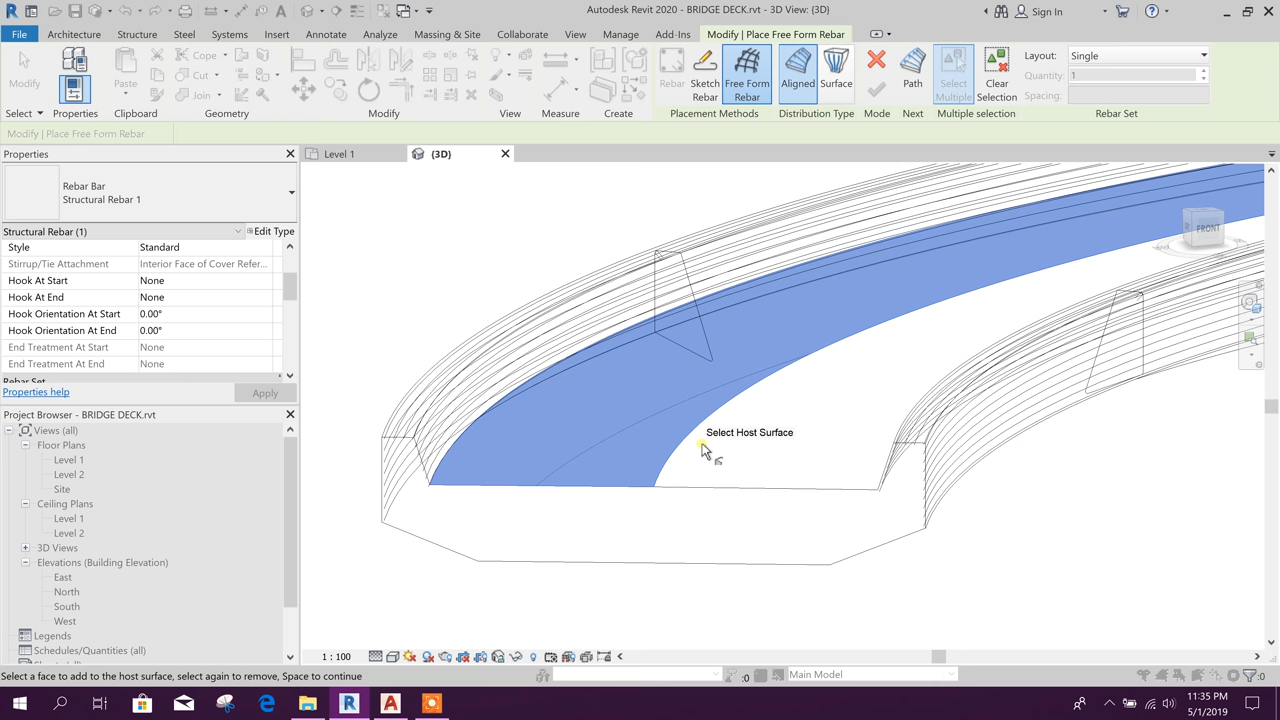 Autodesk Revit 2020 - BRIDGE DECK.rvt - 3D View: {3D}
Sign In
File Architecture Structure Steel Systems Insert Annotate Analyze Massing & Site Collaborate View Manage Add-Ins Modify | Place Free Form Rebar
Modify
Paste
Cope
Cut
Join
Rebar
Sketch Rebar
Free Form Rebar
Aligned
Surface
Path
Select Multiple
Clear Selection
Layout: Single
Quantity: 1
Spacing:
Select Properties Clipboard Geometry Modify View Measure Create Placement Methods Distribution Type Mode Next Multiple selection Rebar Set
Modify | Place Free Form Rebar
Properties
Level 1
{3D}
Rebar Bar
Structural Rebar 1
Structural Rebar (1) Edit Type
Style Standard
Stirrup/Tie Attachment Interior Face of Cover Refer...
Hook At Start None
Hook At End None
Hook Orientation At Start 0.00°
Hook Orientation At End 0.00°
End Treatment At Start None
End Treatment At End None
Rebar Set
Properties help Apply
Project Browser - BRIDGE DECK.rvt
Views (all)
Floor Plans
Level 1
Level 2
Site
Ceiling Plans
Level 1
Level 2
3D Views
Elevations (Building Elevation)
East
North
South
West
Legends
Schedules/Quantities (all)
FRONT
Select Host Surface
1 : 100
Select a face to add to the host surface, select again to remove, Space to continue
:0
Main Model
:0
11:35 PM
5/1/2019